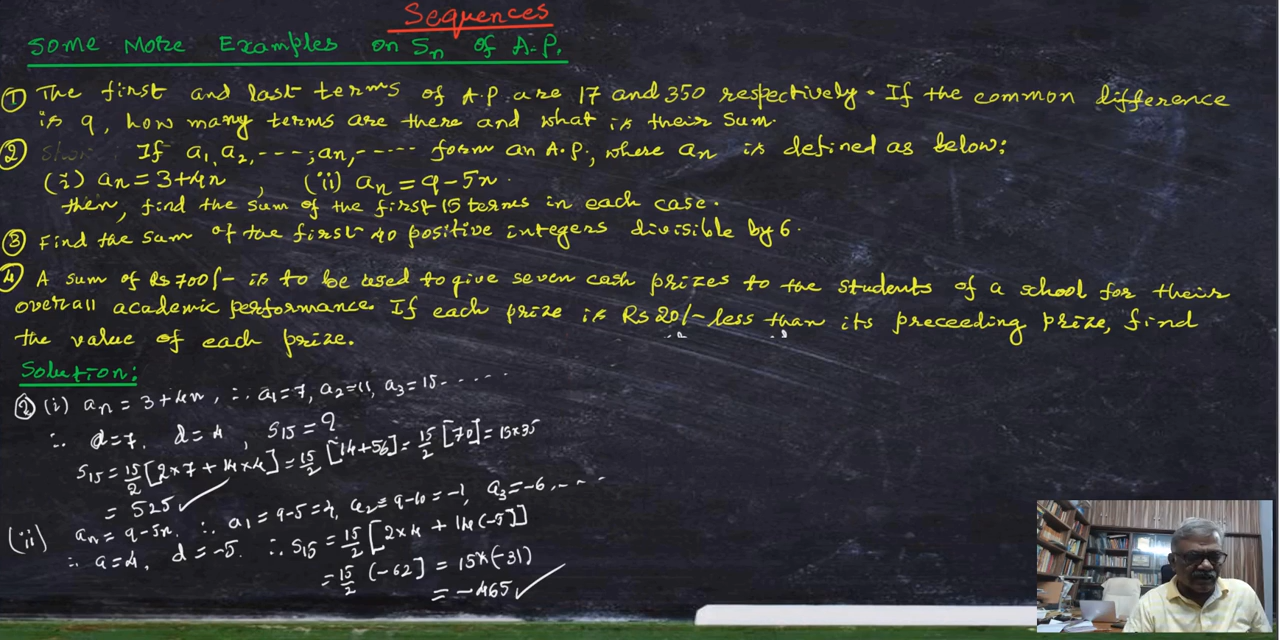 Sequences
Some More Examples on Sn of A.P.
① The first and last terms of A.P. are 17 and 350 respectively. If the common difference
is 9, how many terms are there and what is their sum.
② Show If a₁, a₂, ----, an, ----- form an A.P., where an is defined as below:
(i) an = 3+4n , (ii) an = 9-5n.
then, find the sum of the first 15 terms in each case.
③ Find the sum of the first 40 positive integers divisible by 6.
④ A sum of Rs 700/- is to be used to give seven cash prizes to the students of a school for their
overall academic performance. If each prize is Rs 20/- less than its preceeding prize, find
the value of each prize.
Solution:
② (i) an = 3+4n, ∴ a₁=7, a₂=11, a₃=15-----
∴ a=7, d=4, S₁₅=?
S₁₅ = 15/2 [2×7 + 14×4] = 15/2 [14+56] = 15/2 [70] = 15×35
= 525 ✓
(ii) an = 9-5n. ∴ a₁ = 9-5=4, a₂ = 9-10 = -1, a₃ = -6, ---
∴ a=4, d=-5. ∴ S₁₅ = 15/2 [2×4 + 14(-5)]
= 15/2 (-62] = 15×(-31)
= -465 ✓